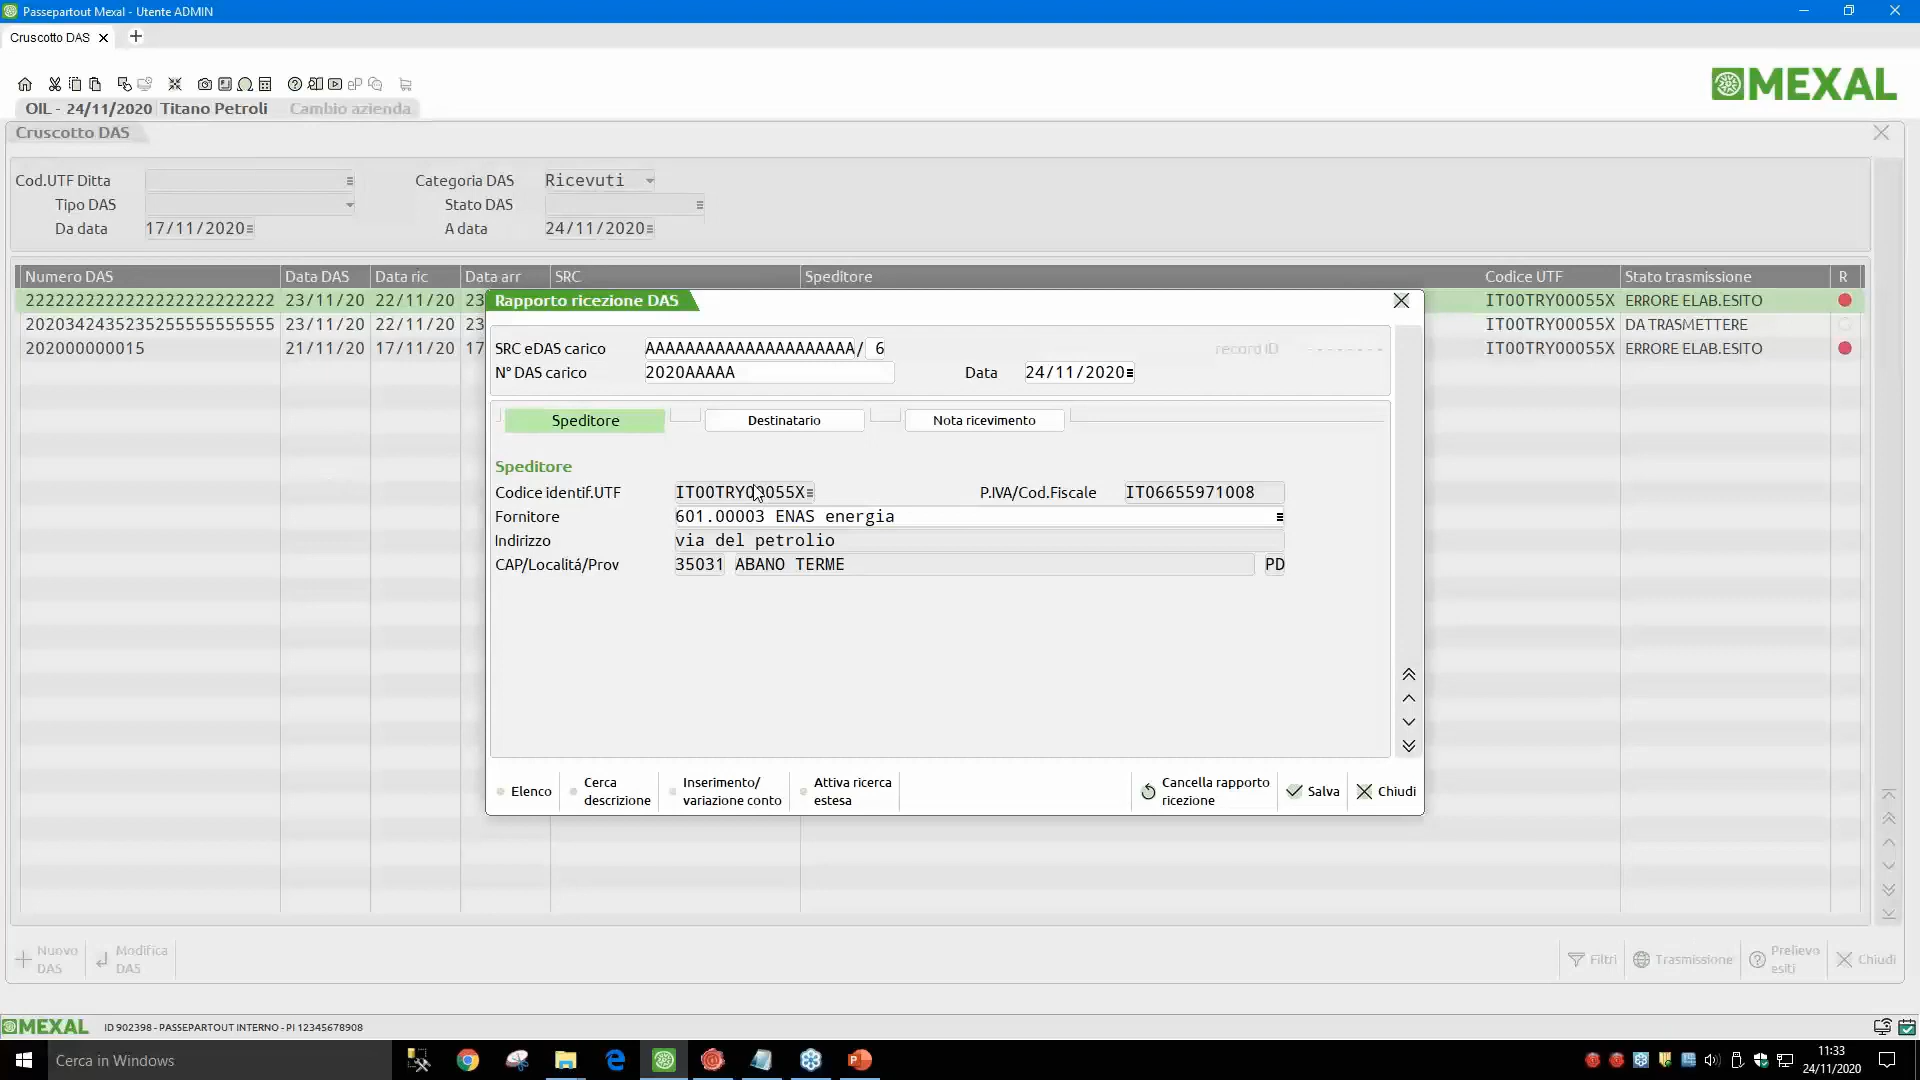 Passepartout Mexal - Utente ADMIN
Cruscotto DAS
MEXAL
OIL - 24/11/2020 Titano Petroli Cambio azienda
Cruscotto DAS
Cod.UTF Ditta Categoria DAS Ricevuti
Tipo DAS Stato DAS
Da data 17/11/2020 A data 24/11/2020
Numero DAS Data DAS Data ric Data arr SRC Speditore Codice UTF Stato trasmissione R
2222222222222222222222222 23/11/20 22/11/20 23 IT00TRY00055X ERRORE ELAB.ESITO
2020342435235255555555555 23/11/20 22/11/20 23 IT00TRY00055X DA TRASMETTERE
202000000015 21/11/20 17/11/20 17 IT00TRY00055X ERRORE ELAB.ESITO
Rapporto ricezione DAS
SRC eDAS carico AAAAAAAAAAAAAAAAAAAAA/ 6 record ID
N° DAS carico 2020AAAAA Data 24/11/2020
Speditore Destinatario Nota ricevimento
Speditore
Codice identif.UTF IT00TRY00055X P.IVA/Cod.Fiscale IT06655971008
Fornitore 601.00003 ENAS energia
Indirizzo via del petrolio
CAP/Localitá/Prov 35031 ABANO TERME PD
Elenco Cerca descrizione Inserimento/ variazione conto Attiva ricerca estesa Cancella rapporto ricezione Salva Chiudi
Nuovo DAS Modifica DAS Filtri Trasmissione Prelievo esiti Chiudi
MEXAL ID 902398 - PASSEPARTOUT INTERNO - PI 12345678908
Cerca in Windows
11:33
24/11/2020